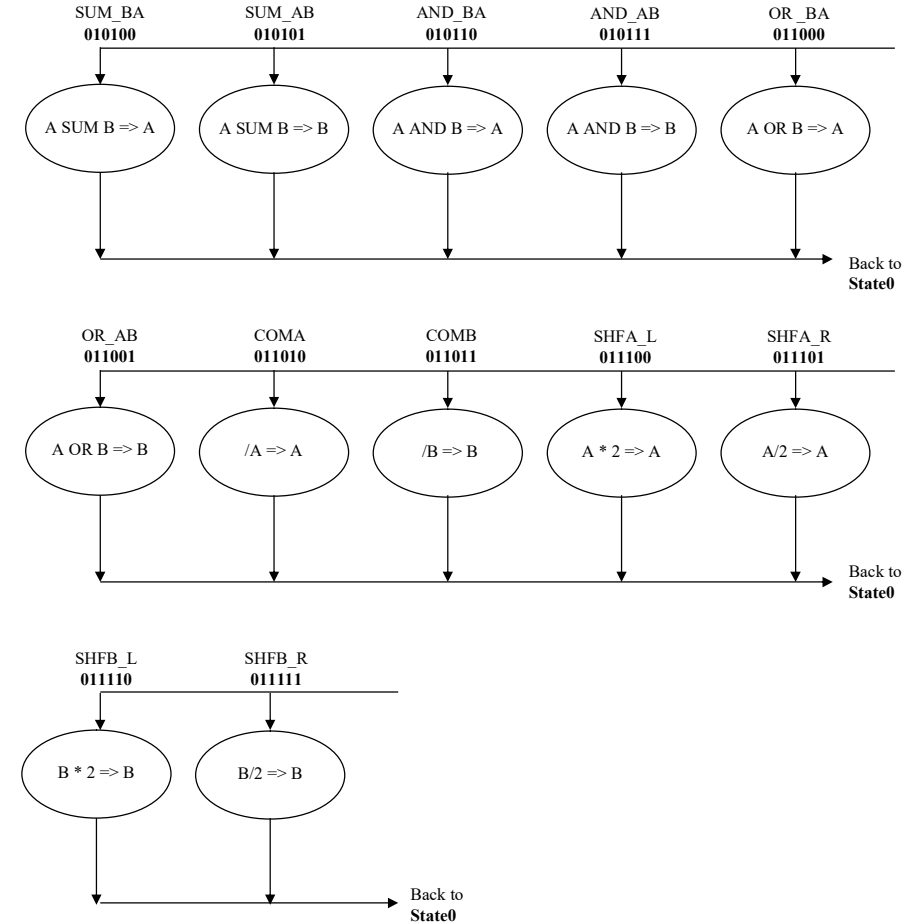 SUM_BA SUM_AB AND_BA AND_AB OR _BA
010100 010101 010110 010111 011000
A SUM B => A A SUM B => B A AND B => A A AND B => B A OR B => A
Back to
State0
OR_AB COMA COMB SHFA_L SHFA_R
011001 011010 011011 011100 011101
A OR B => B /A => A /B => B A * 2 => A A/2 => A
Back to
State0
SHFB_L SHFB_R
011110 011111
B * 2 => B B/2 => B
Back to
State0